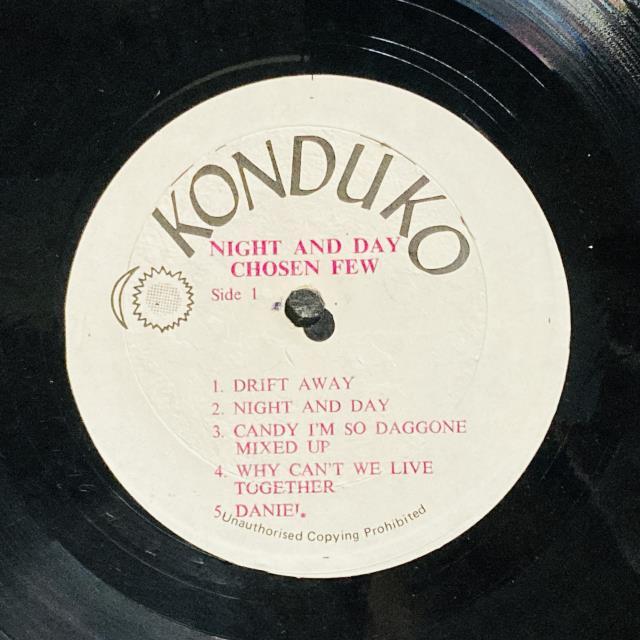 KONDUKO
NIGHT AND DAY
CHOSEN FEW
Side 1
1. DRIFT AWAY
2. NIGHT AND DAY
3. CANDY I'M SO DAGGONE
MIXED UP
4. WHY CAN'T WE LIVE
TOGETHER
5. DANIEL
Unauthorised Copying Prohibited